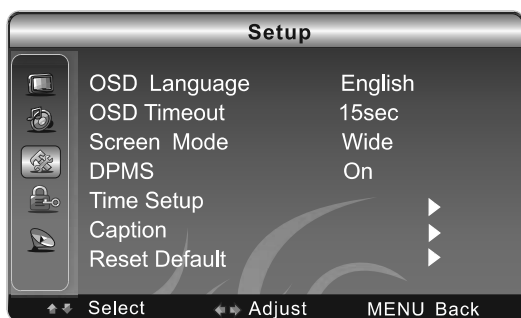 Setup
OSD Language English
OSD Timeout 15sec
Screen Mode Wide
DPMS On
Time Setup
Caption
Reset Default
Select Adjust MENU Back